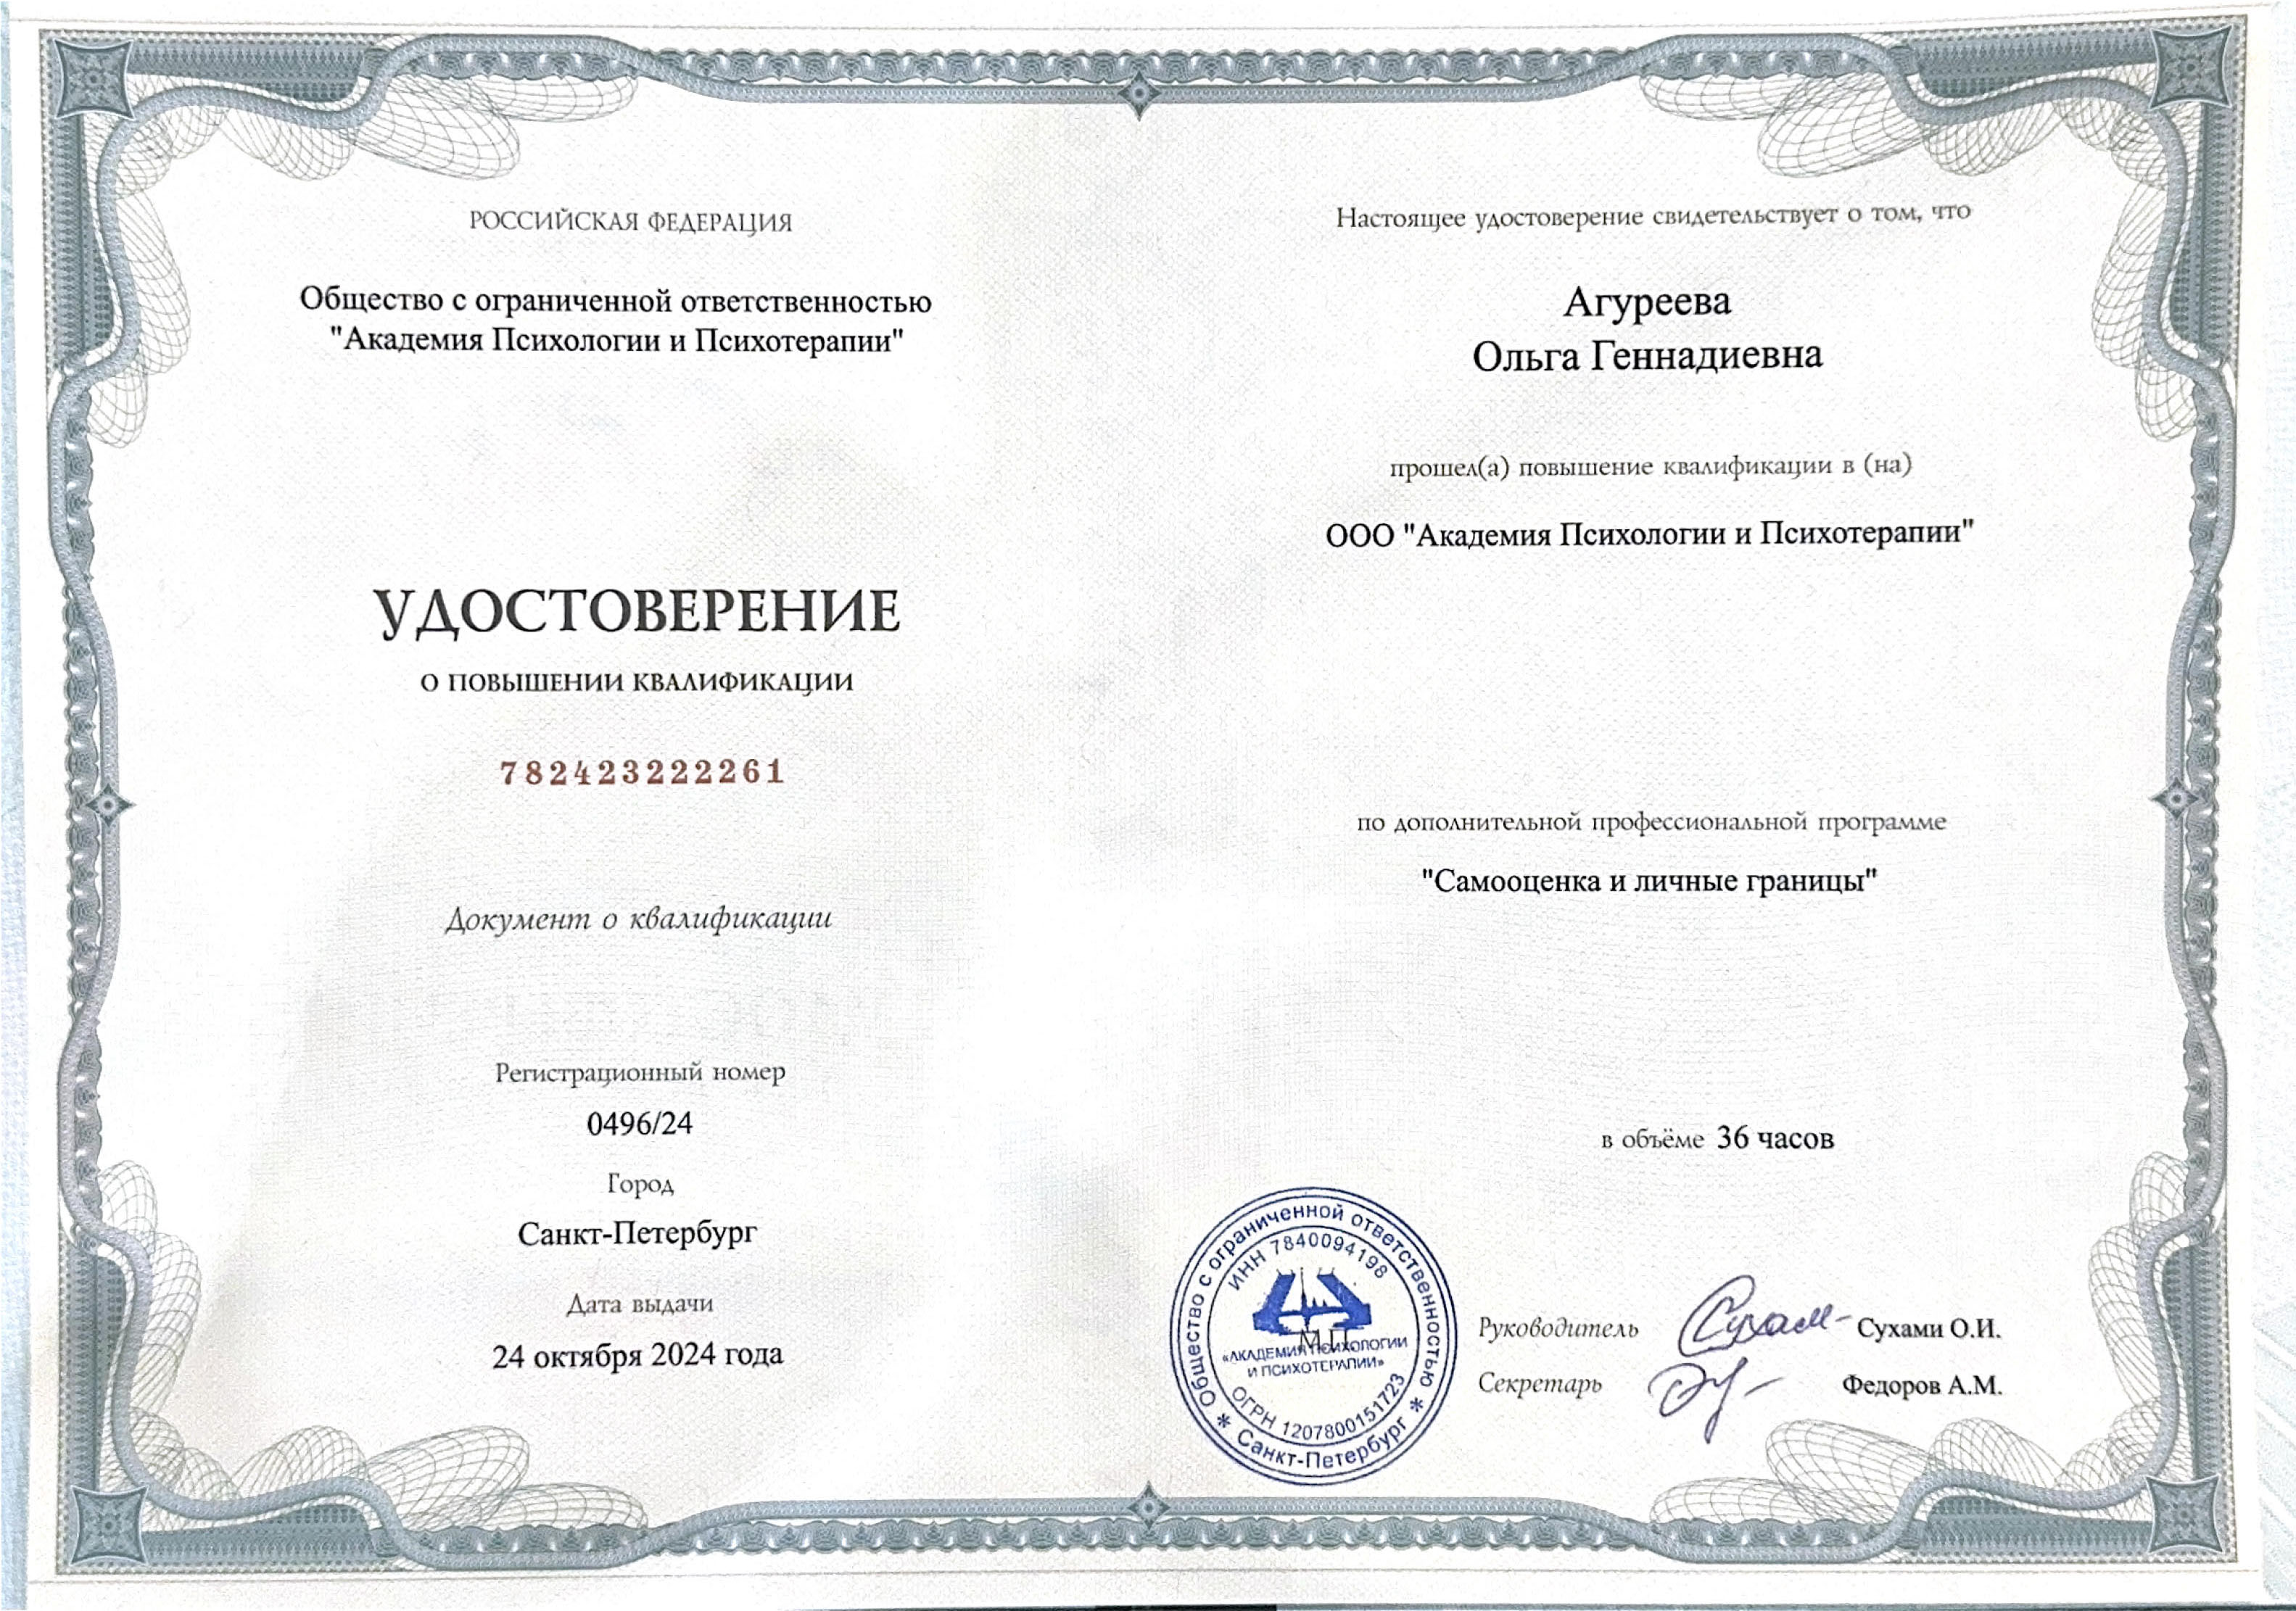 РОССИЙСКАЯ ФЕДЕРАЦИЯ
Общество с ограниченной ответственностью
"Академия Психологии и Психотерапии"
УДОСТОВЕРЕНИЕ
О ПОВЫШЕНИИ КВАЛИФИКАЦИИ
782423222261
Документ о квалификации
Регистрационный номер
0496/24
Город
Санкт-Петербург
Дата выдачи
24 октября 2024 года
Настоящее удостоверение свидетельствует о том, что
Агуреева
Ольга Геннадиевна
прошел(а) повышение квалификации в (на)
ООО "Академия Психологии и Психотерапии"
по дополнительной профессиональной программе
"Самооценка и личные границы"
в объёме 36 часов
Общество с ограниченной ответственностью
ИНН 7840094198
М.П.
«АКАДЕМИЯ ПСИХОЛОГИИ
И ПСИХОТЕРАПИИ»
ОГРН 1207800151723
* Санкт-Петербург *
Руководитель Сухами О.И.
Секретарь Федоров А.М.